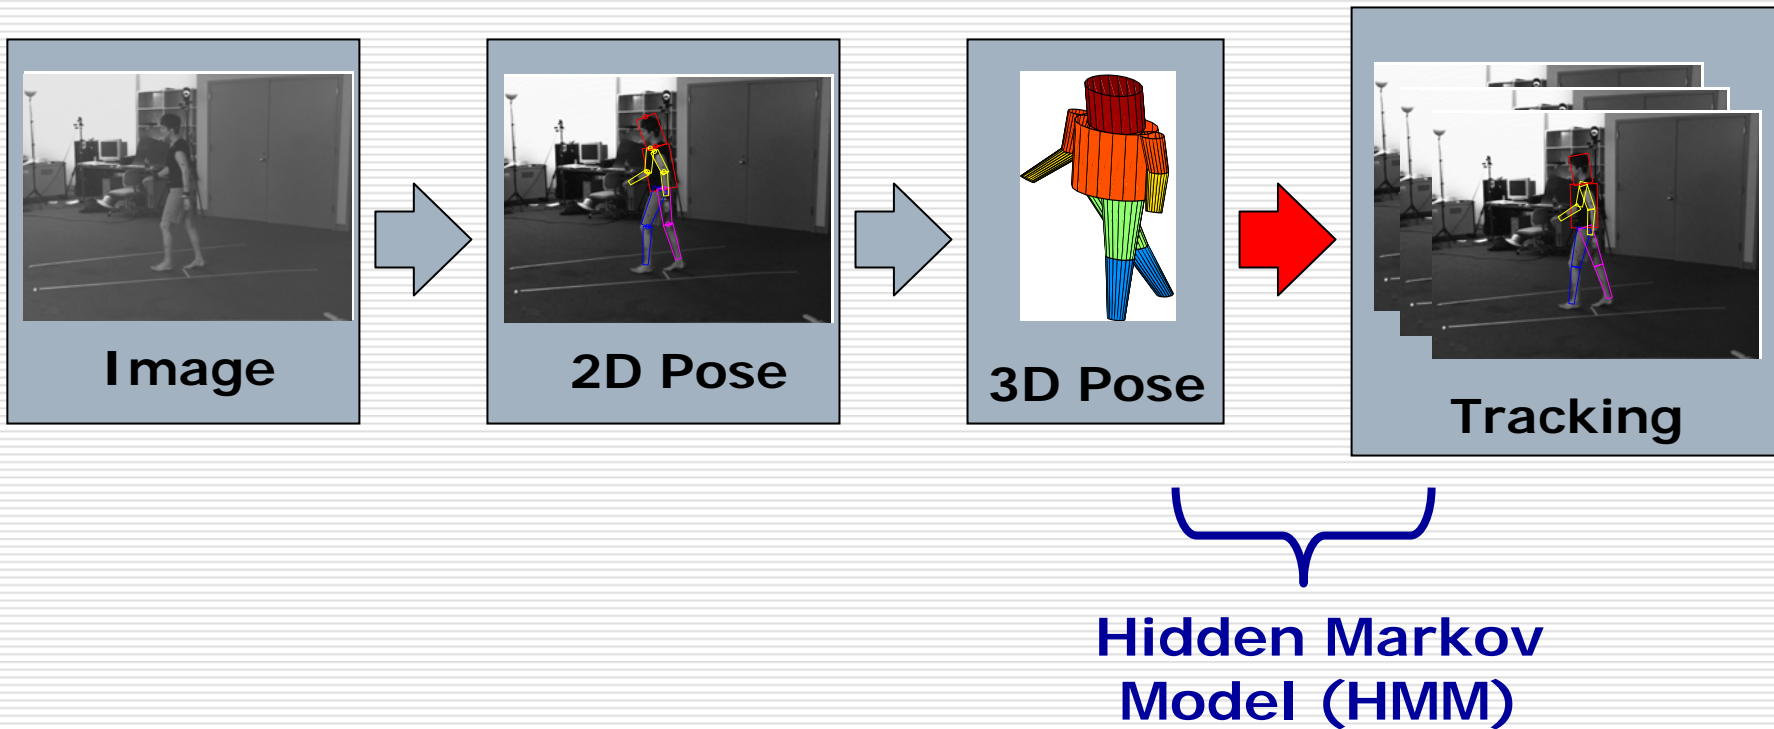 Image
2D Pose
3D Pose
Tracking
Hidden Markov
Model (HMM)